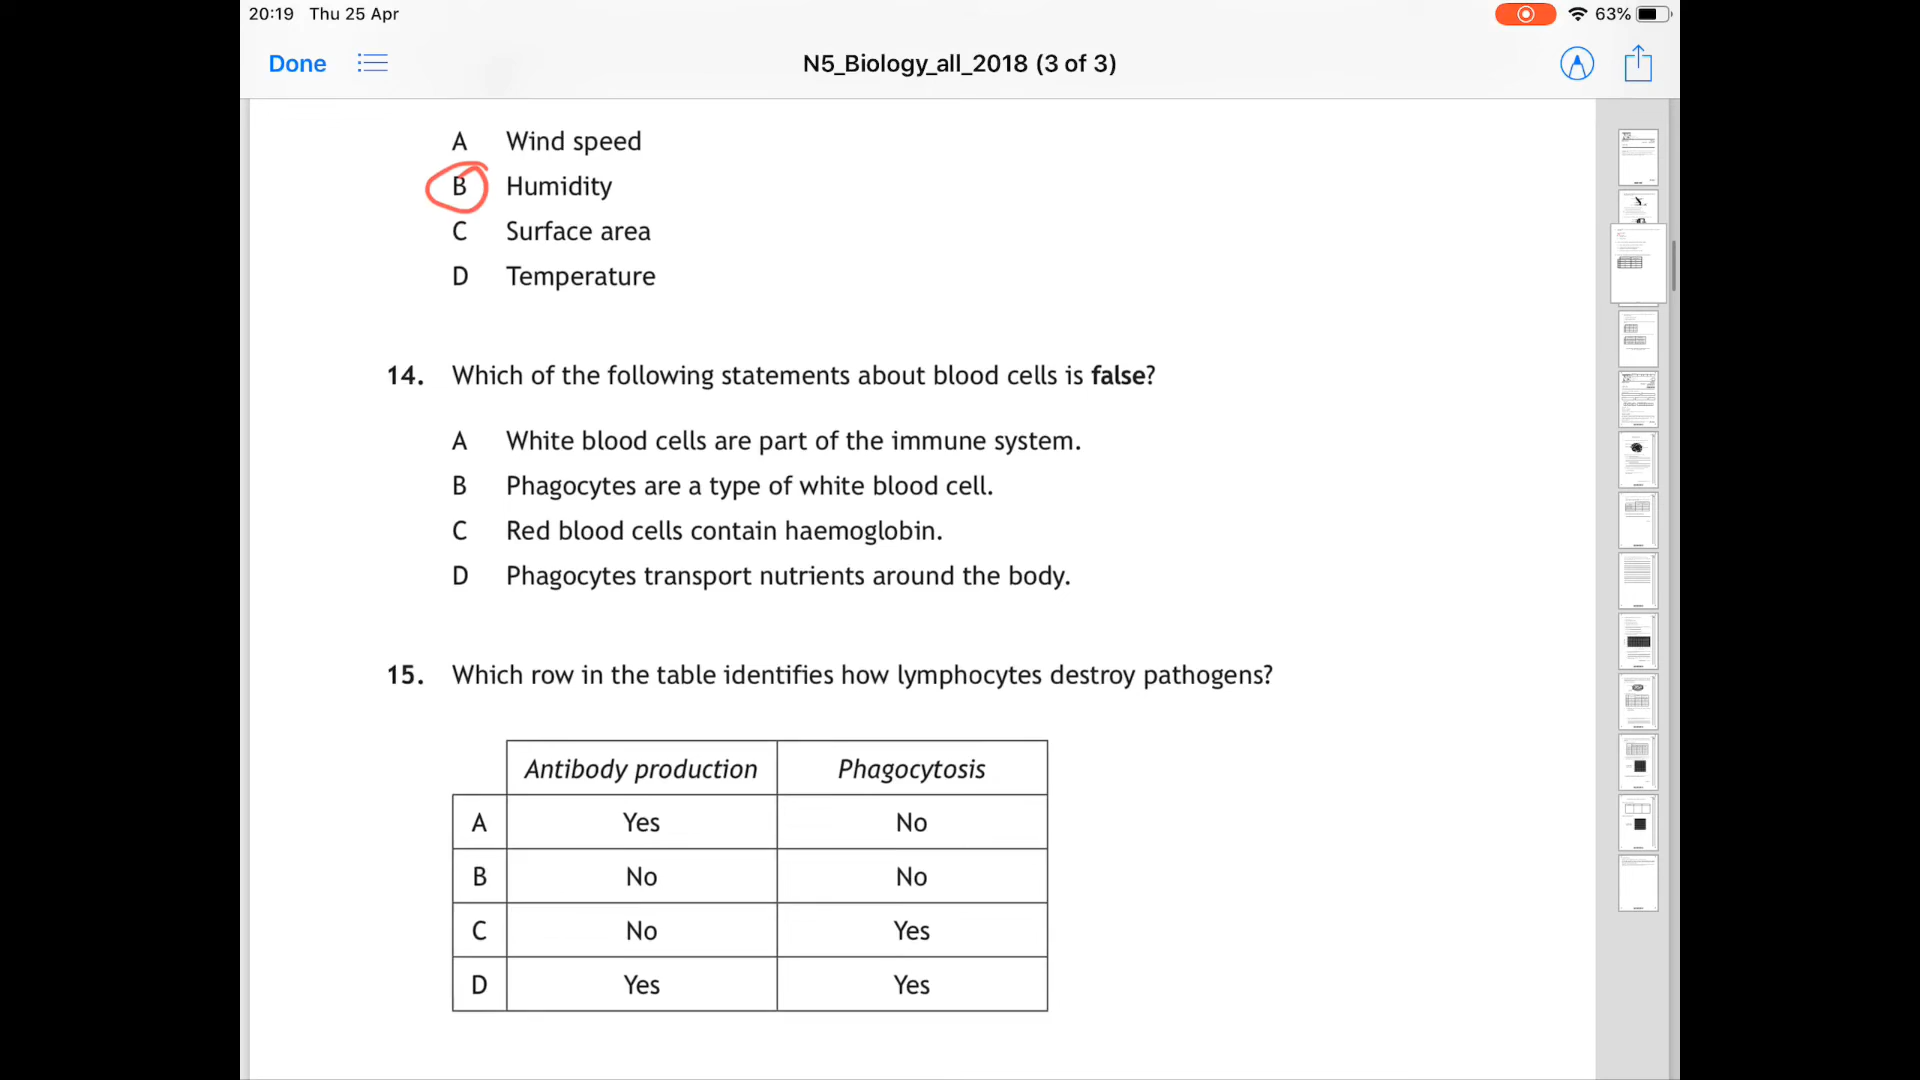 20:19 Thu 25 Apr
63%
Done
N5_Biology_all_2018 (3 of 3)
A Wind speed
B Humidity
C Surface area
D Temperature
14. Which of the following statements about blood cells is false?
A White blood cells are part of the immune system.
B Phagocytes are a type of white blood cell.
C Red blood cells contain haemoglobin.
D Phagocytes transport nutrients around the body.
15. Which row in the table identifies how lymphocytes destroy pathogens?
Antibody production Phagocytosis
A Yes No
B No No
C No Yes
D Yes Yes